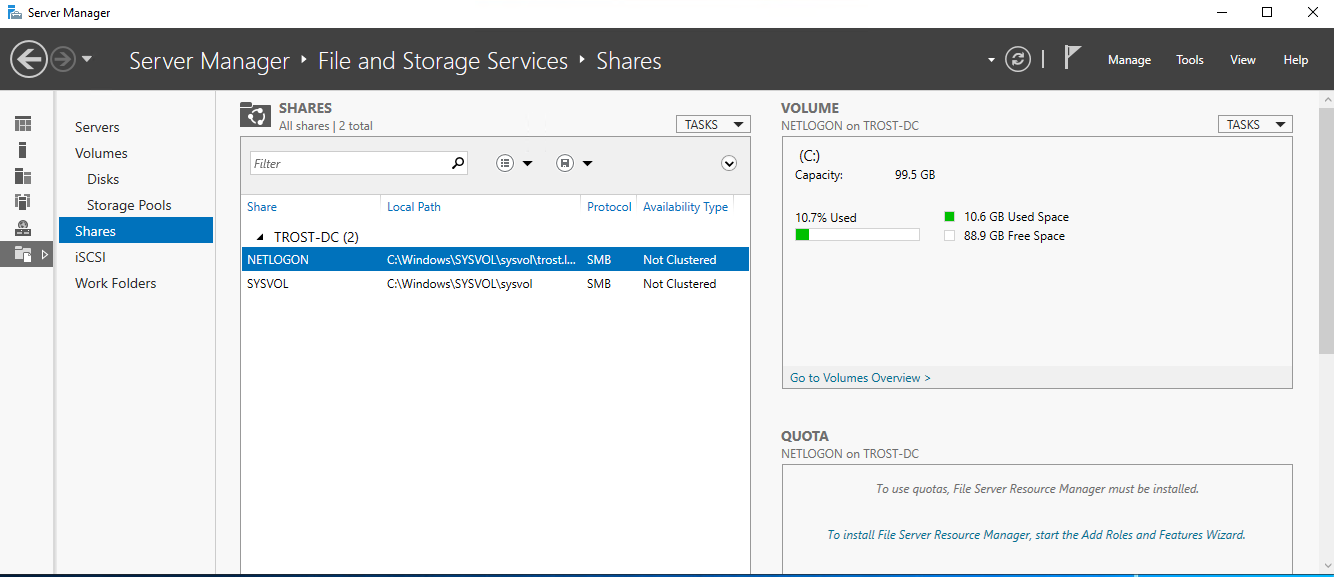 Server Manager
Server Manager ‣ File and Storage Services ‣ Shares
Manage Tools View Help
Servers
Volumes
Disks
Storage Pools
Shares
iSCSI
Work Folders
SHARES
All shares | 2 total
TASKS
Filter
Share Local Path Protocol Availability Type
TROST-DC (2)
NETLOGON C:\Windows\SYSVOL\sysvol\trost.l... SMB Not Clustered
SYSVOL C:\Windows\SYSVOL\sysvol SMB Not Clustered
VOLUME
NETLOGON on TROST-DC
TASKS
(C:)
Capacity: 99.5 GB
10.7% Used
10.6 GB Used Space
88.9 GB Free Space
Go to Volumes Overview >
QUOTA
NETLOGON on TROST-DC
To use quotas, File Server Resource Manager must be installed.
To install File Server Resource Manager, start the Add Roles and Features Wizard.